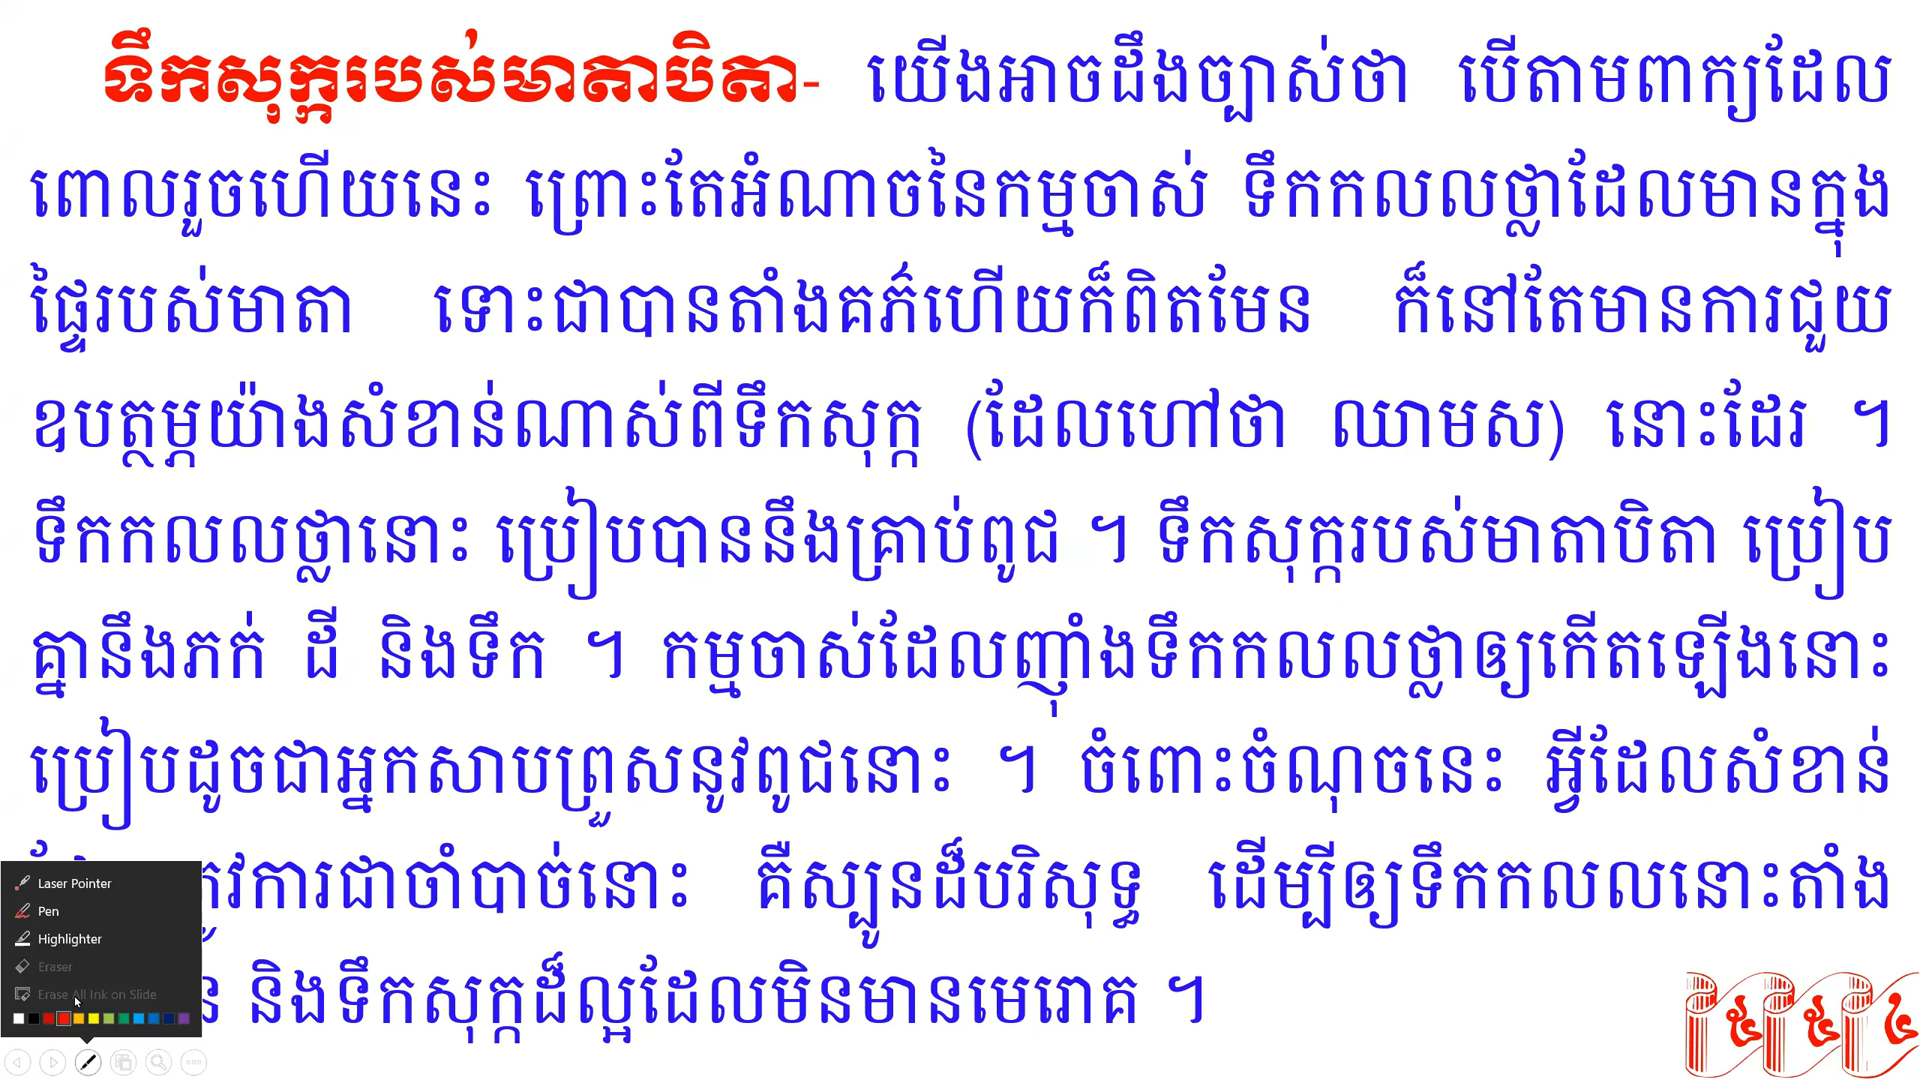 ទឹកសុក្ករបស់មាតាបិតា- យើងអាចដឹងច្បាស់ថា បើតាមពាក្យដែល
ពោលរួចហើយនេះ ព្រោះតែអំណាចនៃកម្មចាស់ ទឹកកលលថ្លាដែលមានក្នុង
ផ្ទៃរបស់មាតា ទោះជាបានតាំងគភ៌ហើយក៏ពិតមែន ក៏នៅតែមានការជួយ
ឧបត្ថម្ភយ៉ាងសំខាន់ណាស់ពីទឹកសុក្ក (ដែលហៅថា ឈាមស) នោះដែរ ។
ទឹកកលលថ្លានោះ ប្រៀបបាននឹងគ្រាប់ពូជ ។ ទឹកសុក្ករបស់មាតាបិតា ប្រៀប
គ្នានឹងភក់ ដី និងទឹក ។ កម្មចាស់ដែលញ៉ាំងទឹកកលលថ្លាឲ្យកើតឡើងនោះ
ប្រៀបដូចជាអ្នកសាបព្រួសនូវពូជនោះ ។ ចំពោះចំណុចនេះ អ្វីដែលសំខាន់
ការជាចាំបាច់នោះ គឺស្បូនដ៏បរិសុទ្ធ ដើម្បីឲ្យទឹកកលលនោះតាំង
និងទឹកសុក្កដ៏ល្អដែលមិនមានមេរោគ ។
Laser Pointer
Pen
Highlighter
Eraser
Erase All Ink on Slide